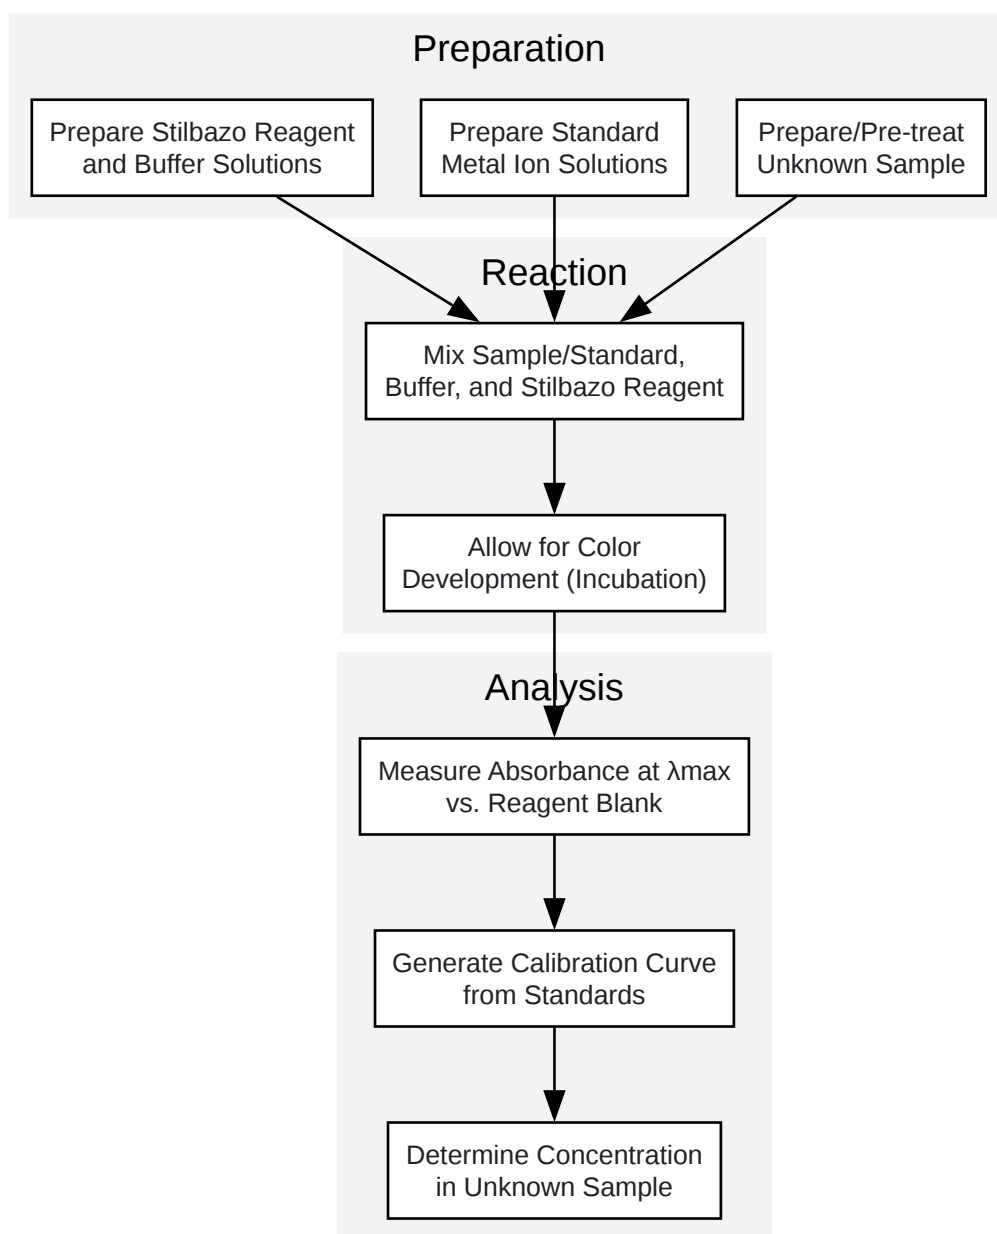 Preparation
Prepare Stilbazo Reagent
and Buffer Solutions
Prepare Standard
Metal Ion Solutions
Prepare/Pre-treat
Unknown Sample
Reaction
Mix Sample/Standard,
Buffer, and Stilbazo Reagent
Allow for Color
Development (Incubation)
Analysis
Measure Absorbance at λmax
vs. Reagent Blank
Generate Calibration Curve
from Standards
Determine Concentration
in Unknown Sample